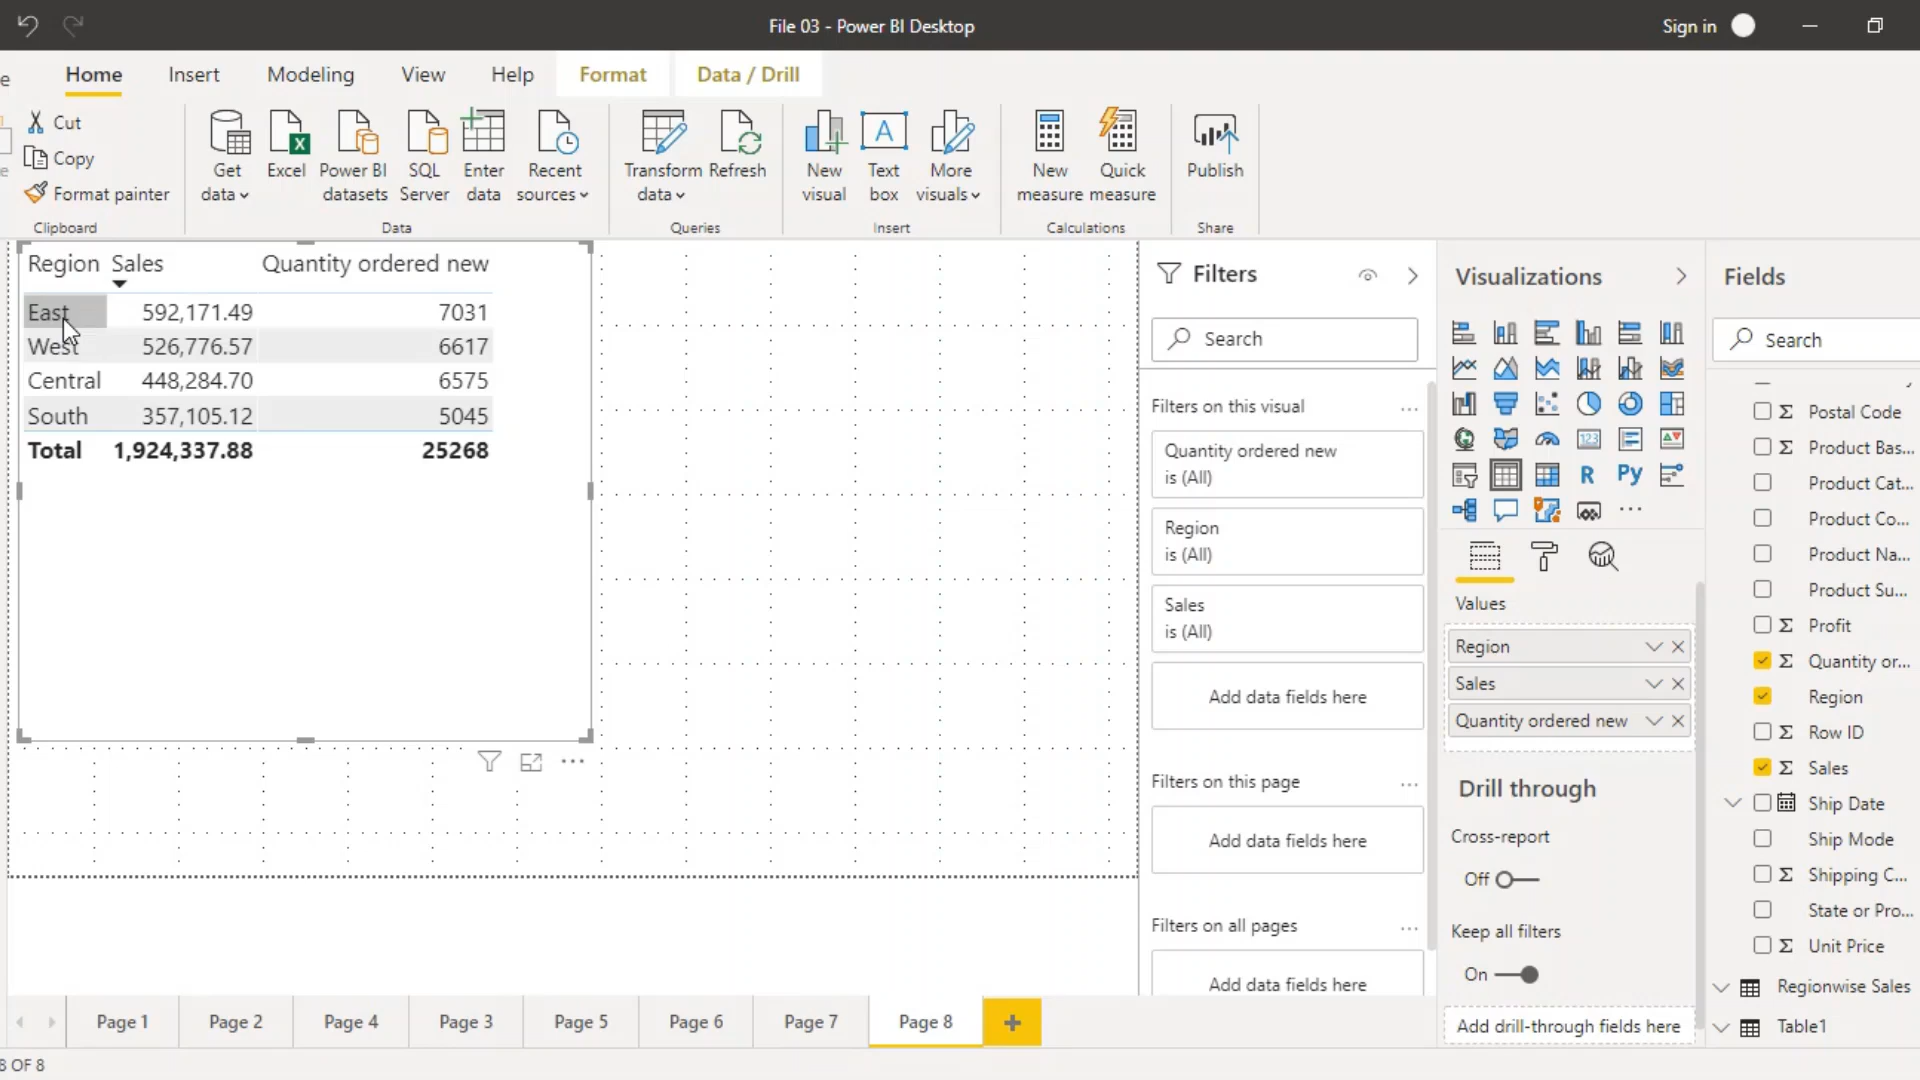 File 03 - Power BI Desktop
Sign in
Home Insert Modeling View Help Format Data / Drill
Cut
Copy
Format painter
Clipboard
Get data
Excel
Power BI datasets
SQL Server
Enter data
Recent sources
Data
Transform data
Refresh
Queries
New visual
Text box
More visuals
Insert
New measure
Quick measure
Calculations
Publish
Share
Region Sales Quantity ordered new
East 592,171.49 7031
West 526,776.57 6617
Central 448,284.70 6575
South 357,105.12 5045
Total 1,924,337.88 25268
Filters
Search
Filters on this visual
Quantity ordered new
is (All)
Region
is (All)
Sales
is (All)
Add data fields here
Filters on this page
Add data fields here
Filters on all pages
Add data fields here
Visualizations
123
R
Py
Values
Region
Sales
Quantity ordered new
Drill through
Cross-report
Off
Keep all filters
On
Add drill-through fields here
Fields
Search
Postal Code
Product Bas...
Product Cat...
Product Co...
Product Na...
Product Su...
Profit
Quantity or...
Region
Row ID
Sales
Ship Date
Ship Mode
Shipping C...
State or Pro...
Unit Price
Regionwise Sales
Table1
Page 1 Page 2 Page 4 Page 3 Page 5 Page 6 Page 7 Page 8 +
8 OF 8